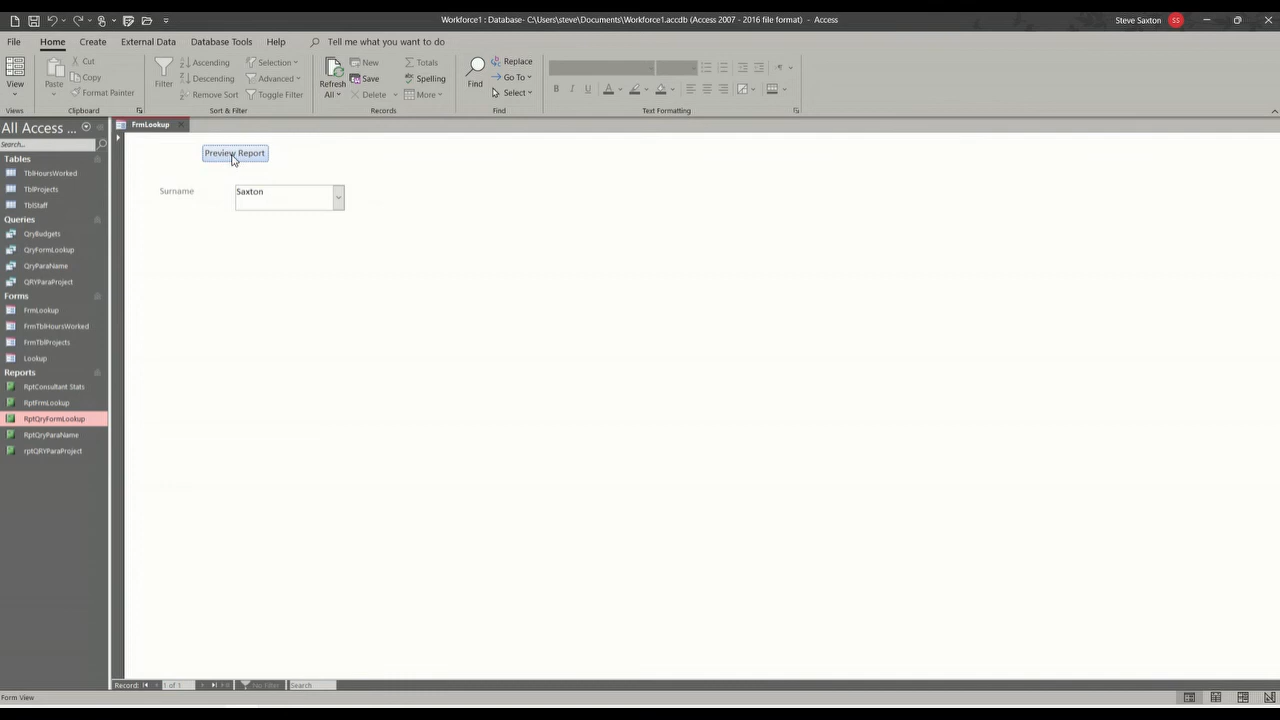 Workforce1 : Database- C:\Users\steve\Documents\Workforce1.accdb (Access 2007 - 2016 file format) - Access
Steve Saxton SS
File Home Create External Data Database Tools Help Tell me what you want to do
View
Views
Paste
Cut
Copy
Format Painter
Clipboard
Filter
Ascending
Descending
Remove Sort
Selection
Advanced
Toggle Filter
Sort & Filter
Refresh
All
New
Save
Delete
Totals
Spelling
More
Records
Find
Replace
Go To
Select
Find
B I U A
Text Formatting
All Access ...
Search...
Tables
TblHoursWorked
TblProjects
TblStaff
Queries
QryBudgets
QryFormLookup
QryParaName
QRYParaProject
Forms
FrmLookup
FrmTblHoursWorked
FrmTblProjects
Lookup
Reports
RptConsultant Stats
RptFrmLookup
RptQryFormLookup
RptQryParaName
rptQRYParaProject
FrmLookup
Preview Report
Surname Saxton
Record: 1 of 1 No Filter Search
Form View